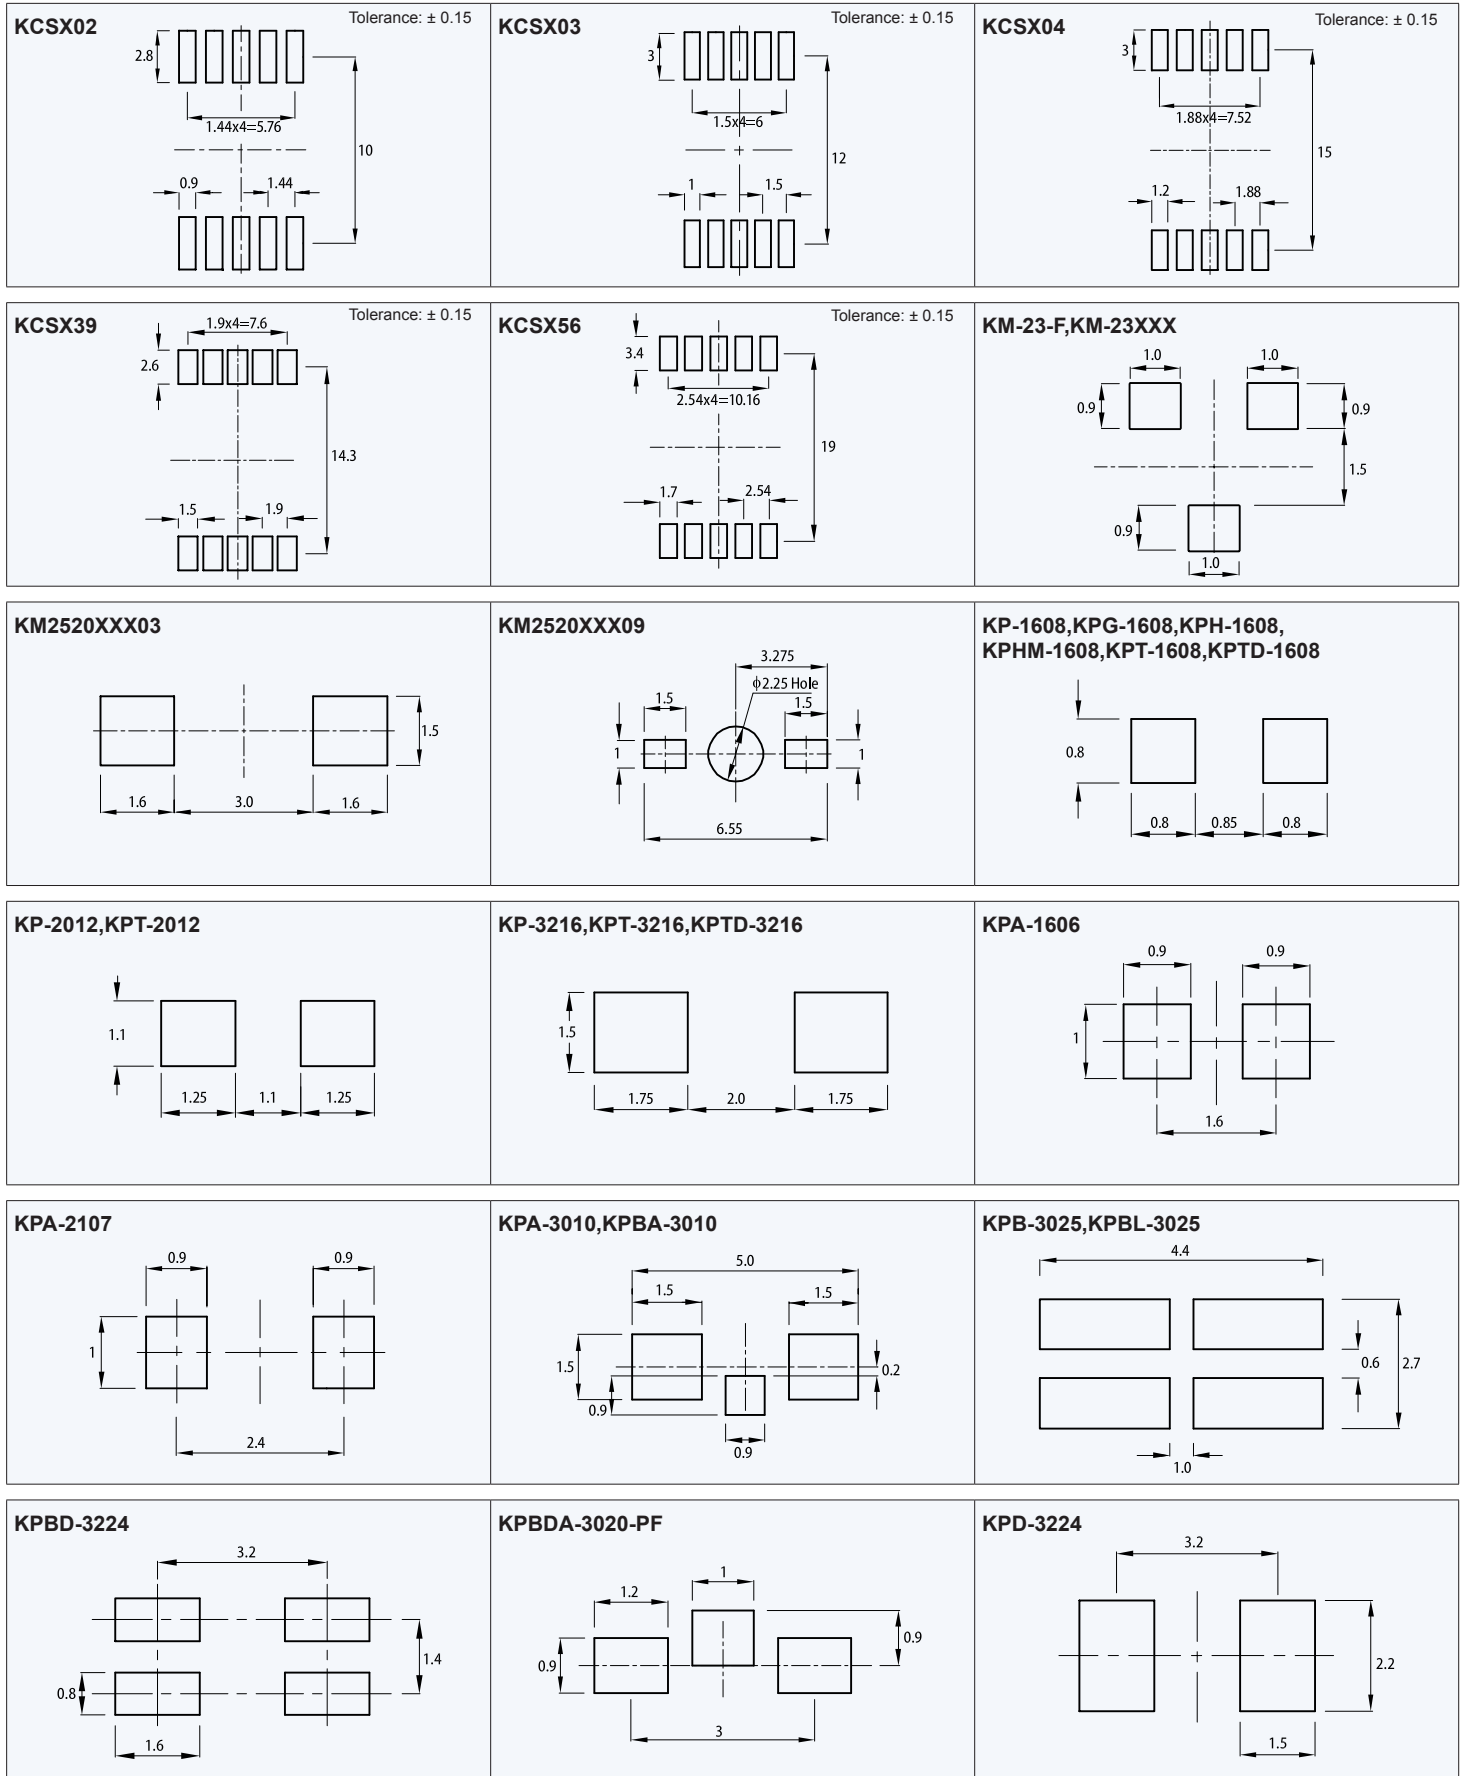 KCSX02
Tolerance: ± 0.15
2.8
1.44x4=5.76
10
0.9
1.44
KCSX03
Tolerance: ± 0.15
3
1.5x4=6
12
1
1.5
KCSX04
Tolerance: ± 0.15
3
1.88x4=7.52
15
1.2
1.88
KCSX39
Tolerance: ± 0.15
1.9x4=7.6
2.6
14.3
1.5
1.9
KCSX56
Tolerance: ± 0.15
3.4
2.54x4=10.16
19
1.7
2.54
KM-23-F,KM-23XXX
1.0
1.0
0.9
0.9
1.5
0.9
1.0
KM2520XXX03
1.5
1.6
3.0
1.6
KM2520XXX09
3.275
ϕ2.25 Hole
1.5
1.5
1
1
6.55
KP-1608,KPG-1608,KPH-1608,
KPHM-1608,KPT-1608,KPTD-1608
0.8
0.8
0.85
0.8
KP-2012,KPT-2012
1.1
1.25
1.1
1.25
KP-3216,KPT-3216,KPTD-3216
1.5
1.75
2.0
1.75
KPA-1606
0.9
0.9
1
1.6
KPA-2107
0.9
0.9
1
2.4
KPA-3010,KPBA-3010
5.0
1.5
1.5
1.5
0.2
0.9
0.9
KPB-3025,KPBL-3025
4.4
0.6
2.7
1.0
KPBD-3224
3.2
1.4
0.8
1.6
KPBDA-3020-PF
1
1.2
0.9
0.9
3
KPD-3224
3.2
2.2
1.5